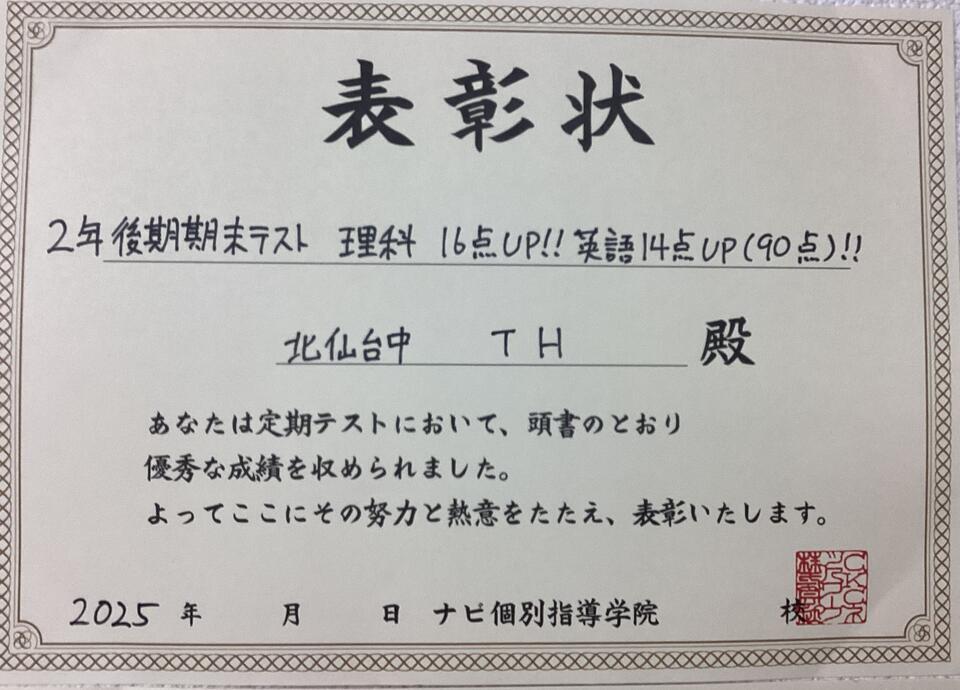 表彰状
2年後期期末テスト 理科 16点UP!! 英語14点UP(90点)!!
北仙台中 TH 殿
あなたは定期テストにおいて、頭書のとおり
優秀な成績を収められました。
よってここにその努力と熱意をたたえ、表彰いたします。
2025 年 月 日 ナビ個別指導学院 校